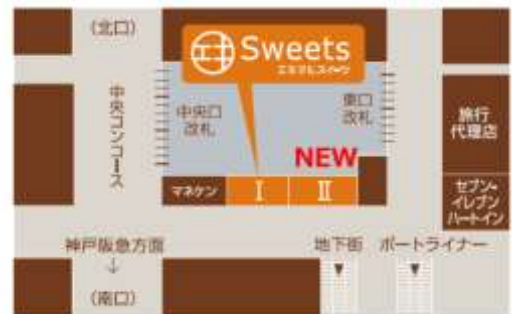 (北口)
Sweets
エキマルスイーツ
中央コンコース
中央口
改札
東口
改札
旅行
代理店
NEW
マネケン
I
II
セブン-
イレブン
ハートイン
神戸阪急方面
↓
(南口)
地下街
ポートライナー